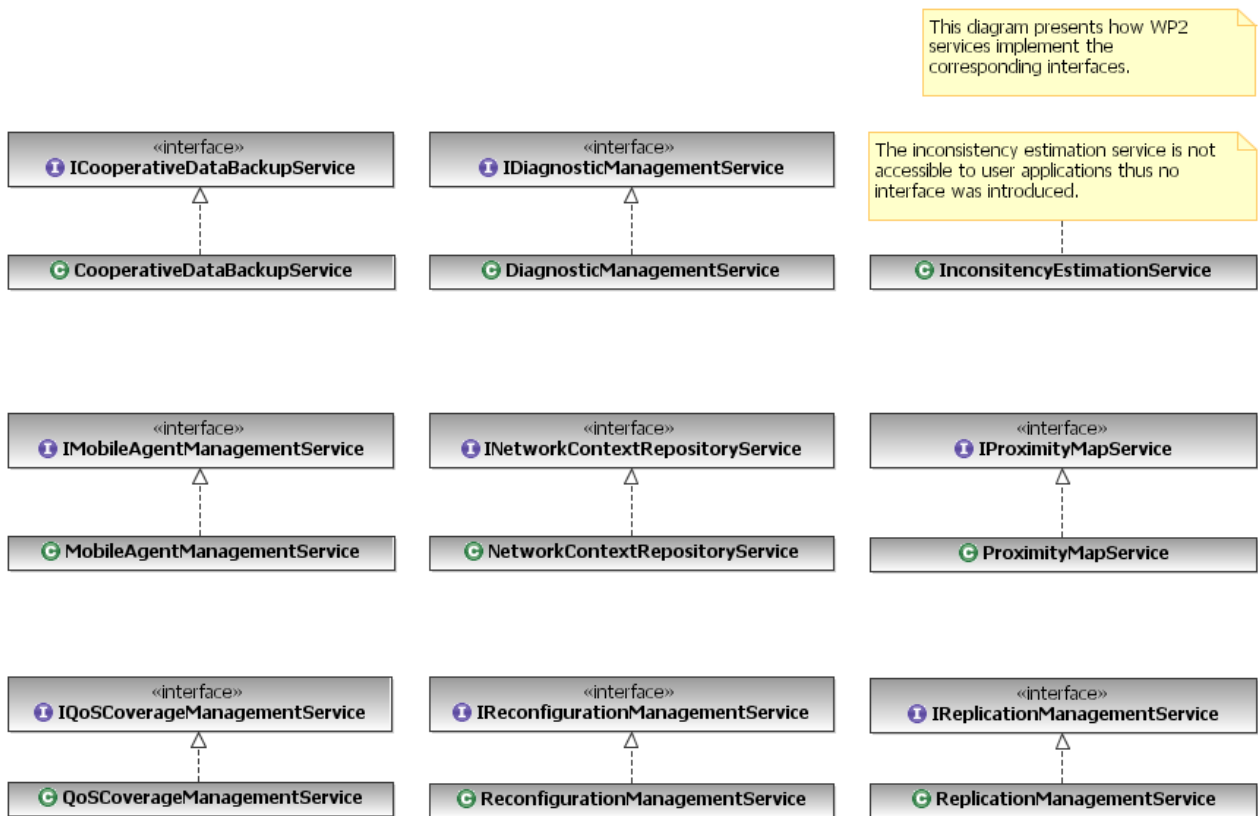 This diagram presents how WP2
services implement the
corresponding interfaces.
«interface»
ICooperativeDataBackupService
«interface»
IDiagnosticManagementService
The inconsistency estimation service is not
accessible to user applications thus no
interface was introduced.
CooperativeDataBackupService
DiagnosticManagementService
InconsitencyEstimationService
«interface»
IMobileAgentManagementService
«interface»
INetworkContextRepositoryService
«interface»
IProximityMapService
MobileAgentManagementService
NetworkContextRepositoryService
ProximityMapService
«interface»
IQoSCoverageManagementService
«interface»
IReconfigurationManagementService
«interface»
IReplicationManagementService
QoSCoverageManagementService
ReconfigurationManagementService
ReplicationManagementService